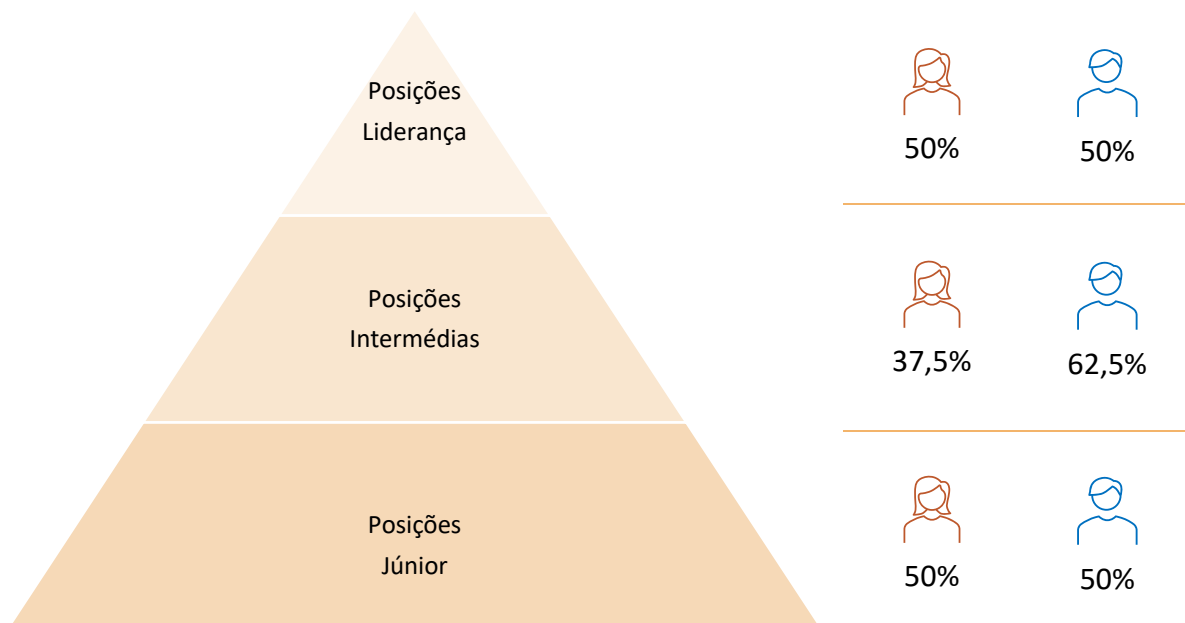 Posições
Liderança
50% 50%
Posições
Intermédias
37,5% 62,5%
Posições
Júnior
50% 50%